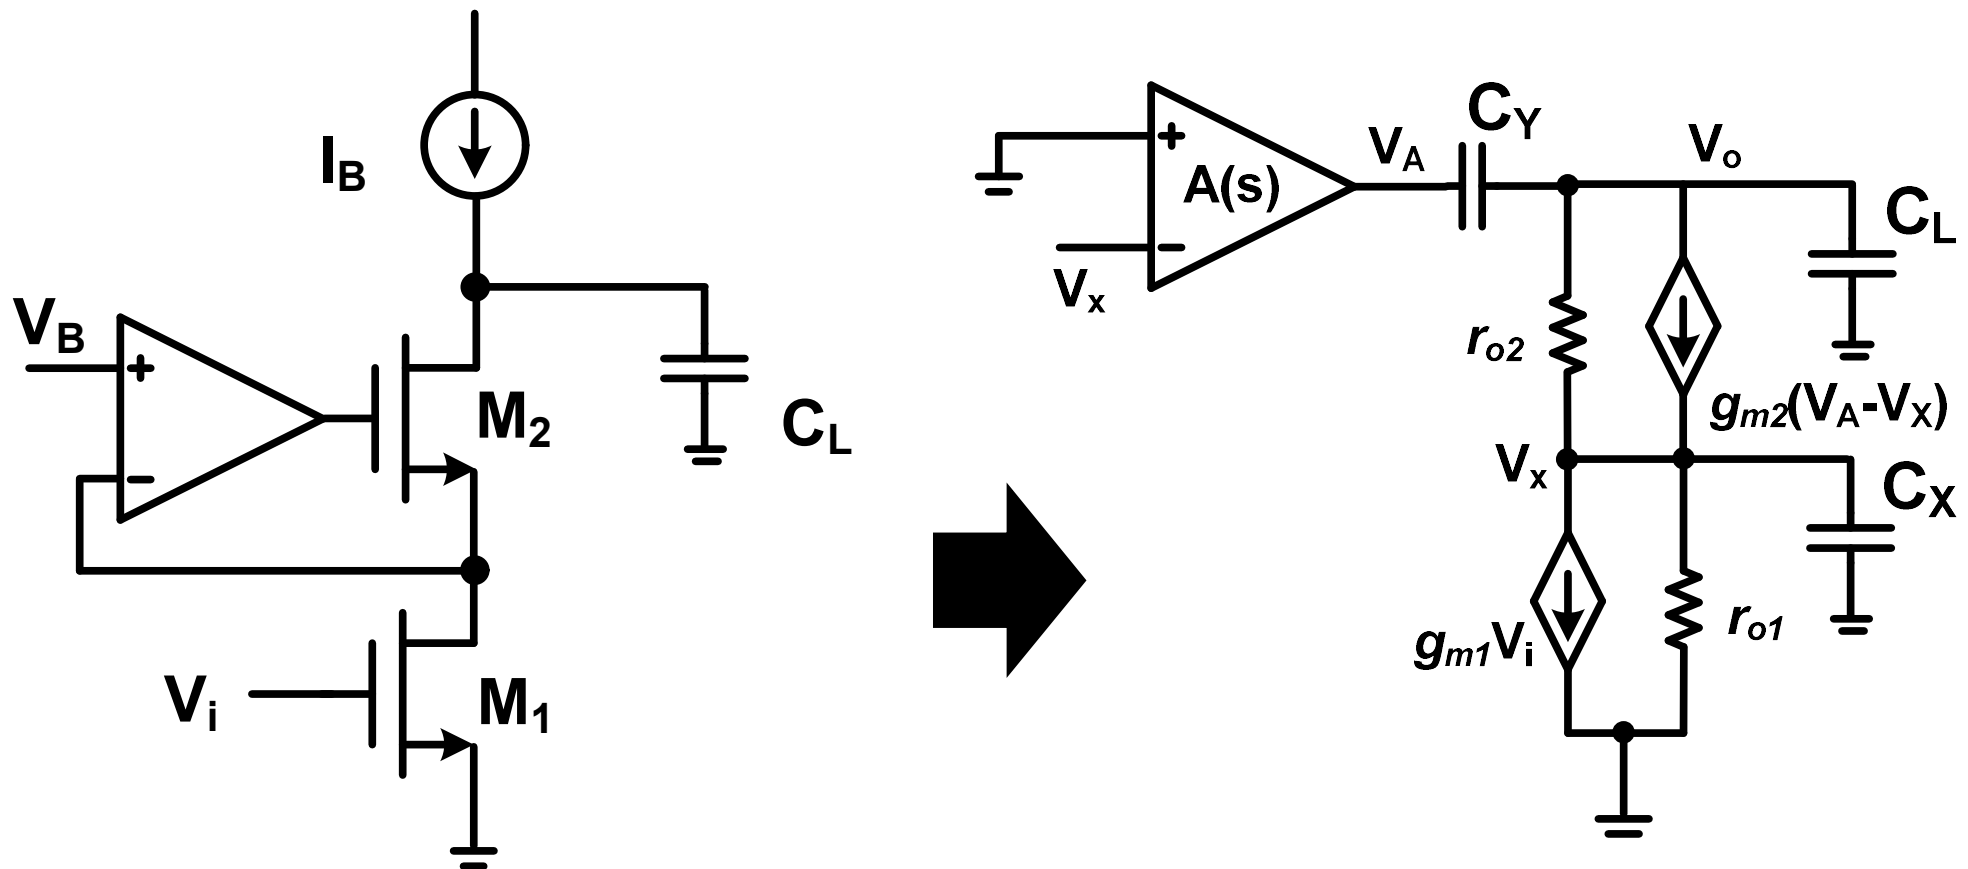 I_B
V_B
+
−
M_2
C_L
V_i
M_1
C_Y
V_A
V_o
+
A(s)
−
V_x
C_L
r_o2
g_m2(V_A-V_X)
V_x
C_X
g_m1V_i
r_o1